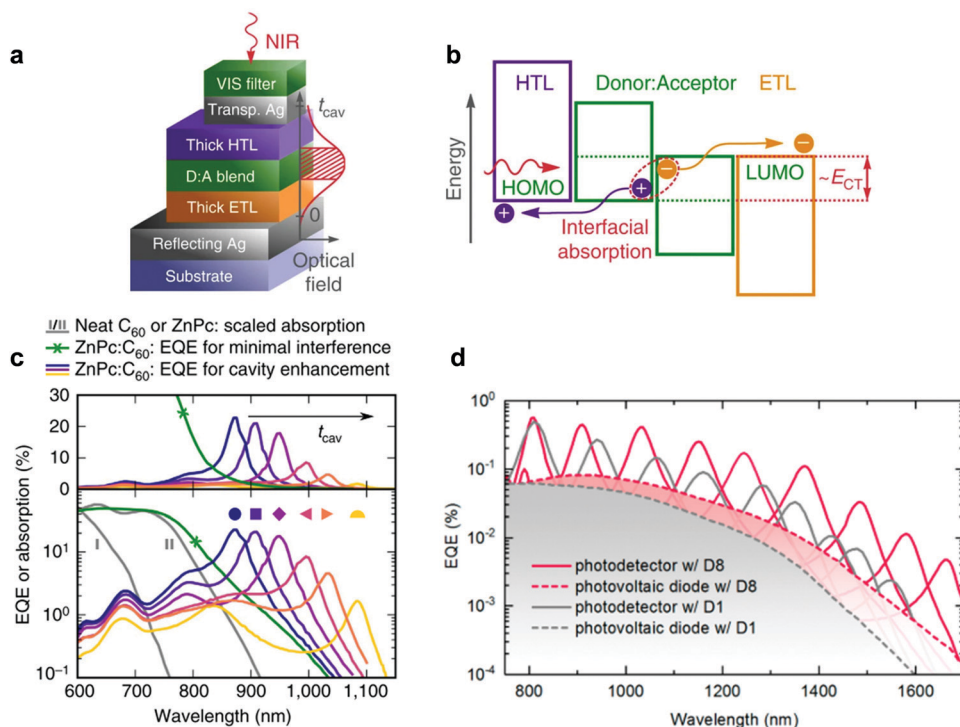 a
NIR
VIS filter
Transp. Ag
t_cav
Thick HTL
D:A blend
Thick ETL
0
Reflecting Ag
Optical
field
Substrate
b
HTL
Donor:Acceptor
ETL
Energy
HOMO
LUMO
~E_CT
+
−
−
+
Interfacial
absorption
c
I/II Neat C60 or ZnPc: scaled absorption
ZnPc:C60: EQE for minimal interference
ZnPc:C60: EQE for cavity enhancement
EQE or absorption (%)
30
20
10
0
t_cav
I
II
10^1
10^0
10^-1
600
700
800
900
1,000
1,100
Wavelength (nm)
d
EQE (%)
10^0
10^-1
10^-2
10^-3
10^-4
photodetector w/ D8
photovoltaic diode w/ D8
photodetector w/ D1
photovoltaic diode w/ D1
800
1000
1200
1400
1600
Wavelength (nm)